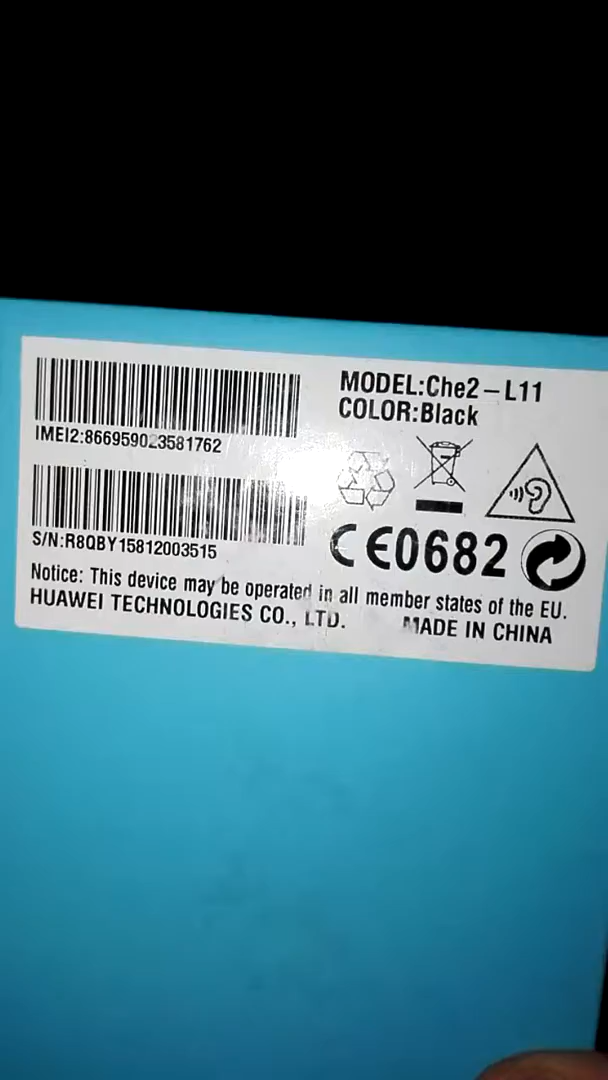 MODEL:Che2-L11
COLOR:Black
IMEI2:866959023581762
S/N:R8QBY15812003515
CE0682
Notice: This device may be operated in all member states of the EU.
HUAWEI TECHNOLOGIES CO., LTD. MADE IN CHINA